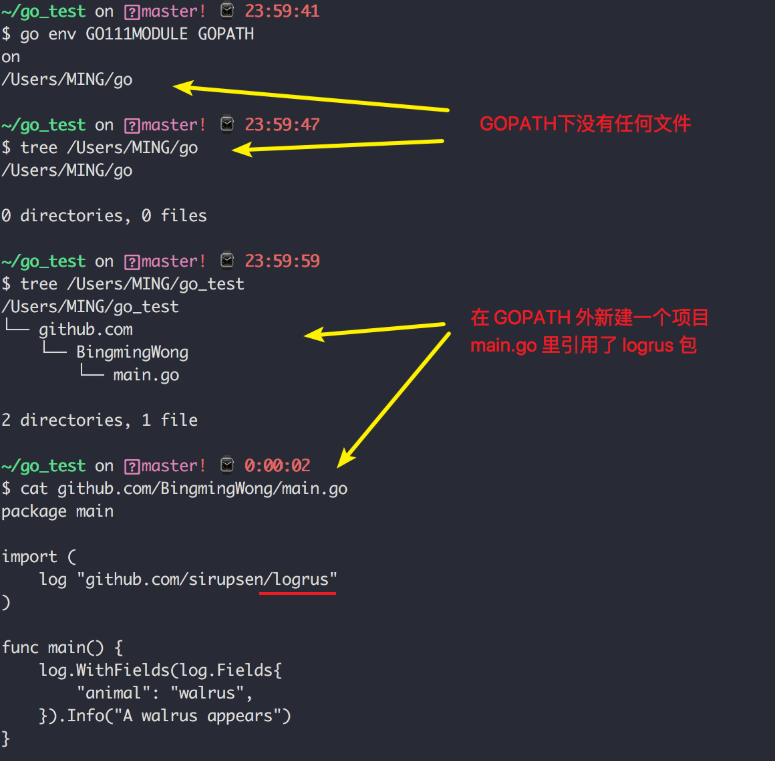 ~/go_test on ?master! 23:59:41
$ go env GO111MODULE GOPATH
on
/Users/MING/go
~/go_test on ?master! 23:59:47
GOPATH下没有任何文件
$ tree /Users/MING/go
/Users/MING/go
0 directories, 0 files
~/go_test on ?master! 23:59:59
$ tree /Users/MING/go_test
/Users/MING/go_test
└── github.com
    └── BingmingWong
        └── main.go
在 GOPATH 外新建一个项目
main.go 里引用了 logrus 包
2 directories, 1 file
~/go_test on ?master! 0:00:02
$ cat github.com/BingmingWong/main.go
package main
import (
    log "github.com/sirupsen/logrus"
)
func main() {
    log.WithFields(log.Fields{
        "animal": "walrus",
    }).Info("A walrus appears")
}